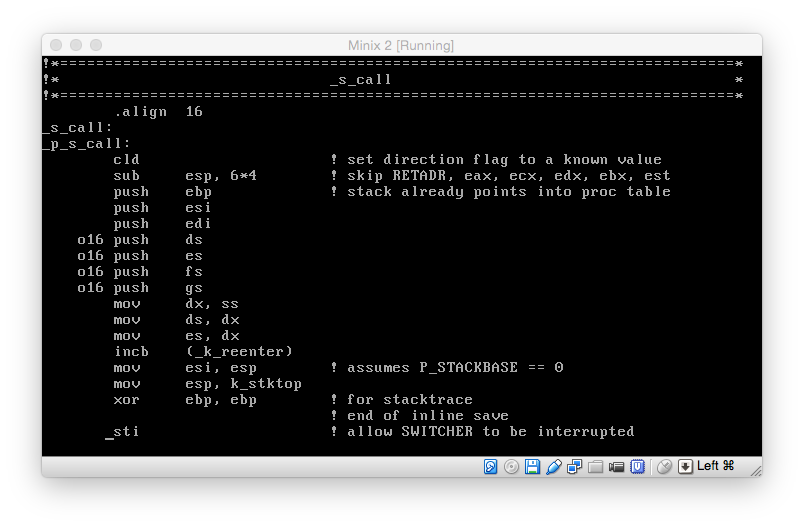 Minix 2 [Running]
!*===========================================================================*
!*                              _s_call                                      *
!*===========================================================================*
        .align  16
_s_call:
_p_s_call:
        cld                     ! set direction flag to a known value
        sub     esp, 6*4        ! skip RETADR, eax, ecx, edx, ebx, est
        push    ebp             ! stack already points into proc table
        push    esi
        push    edi
    o16 push    ds
    o16 push    es
    o16 push    fs
    o16 push    gs
        mov     dx, ss
        mov     ds, dx
        mov     es, dx
        incb    (_k_reenter)
        mov     esi, esp        ! assumes P_STACKBASE == 0
        mov     esp, k_stktop
        xor     ebp, ebp        ! for stacktrace
                                ! end of inline save
       _sti                     ! allow SWITCHER to be interrupted
Left ⌘